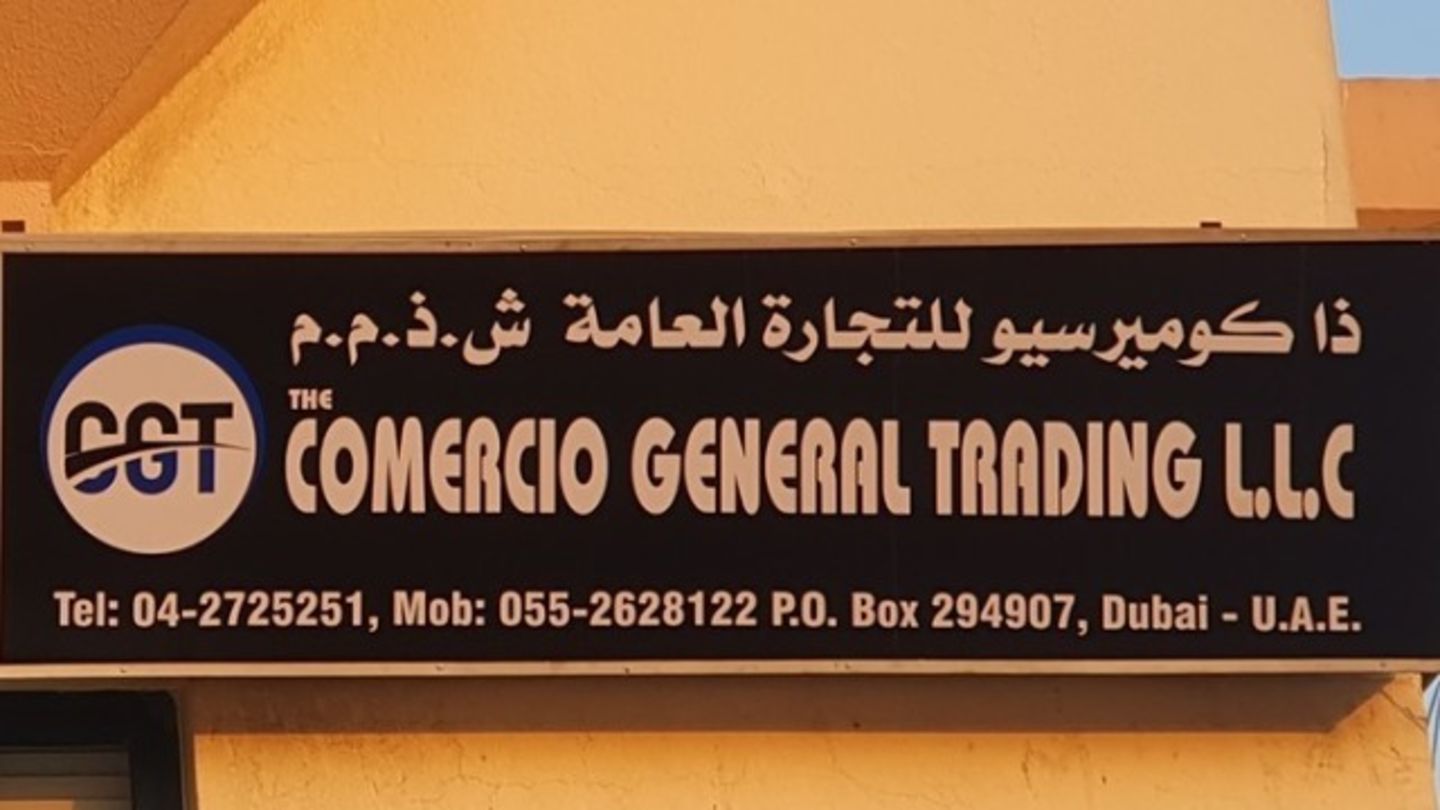 ذا كوميرسيو للتجارة العامة ش.ذ.م.م
CGT
THE
COMERCIO GENERAL TRADING L.L.C
Tel: 04-2725251, Mob: 055-2628122 P.O. Box 294907, Dubai - U.A.E.